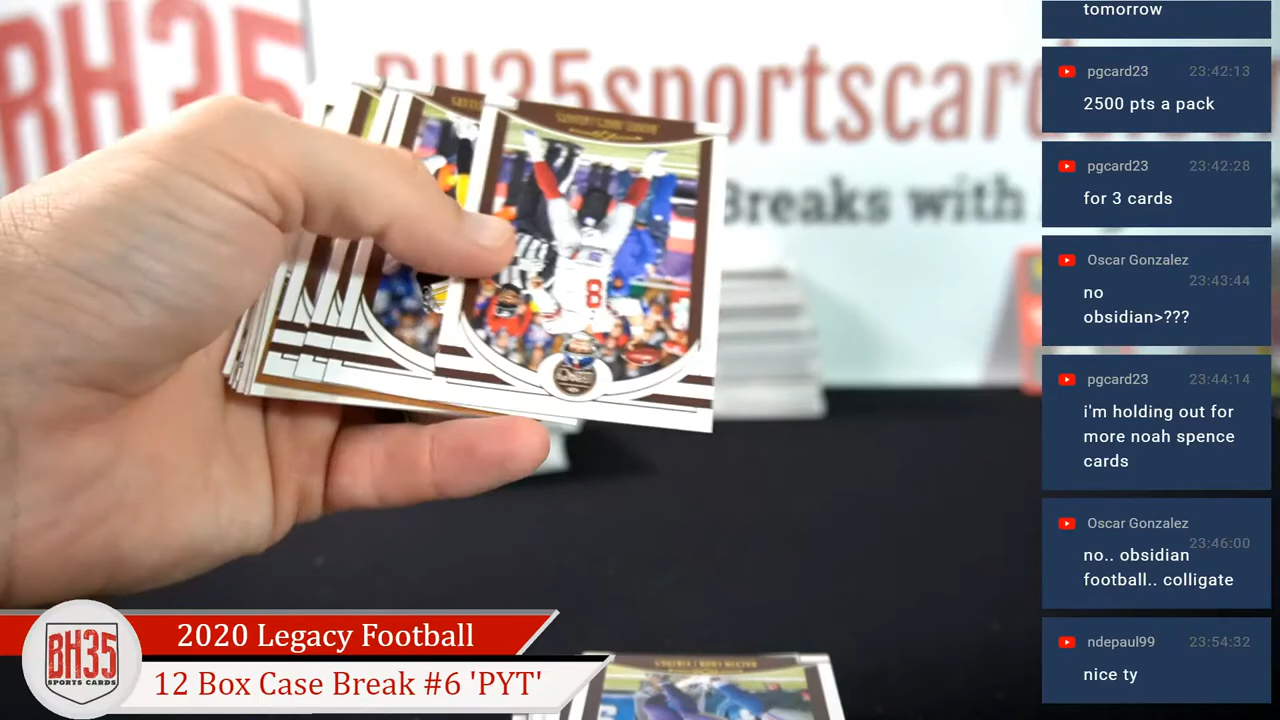 BH35
BH35sportscards
Breaks with
8
tomorrow
pgcard23 23:42:13
2500 pts a pack
pgcard23 23:42:28
for 3 cards
Oscar Gonzalez
23:43:44
no
obsidian>???
pgcard23 23:44:14
i'm holding out for
more noah spence
cards
Oscar Gonzalez
23:46:00
no.. obsidian
football.. colligate
ndepaul99 23:54:32
nice ty
2020 Legacy Football
12 Box Case Break #6 'PYT'
BH35
SPORTS CARDS